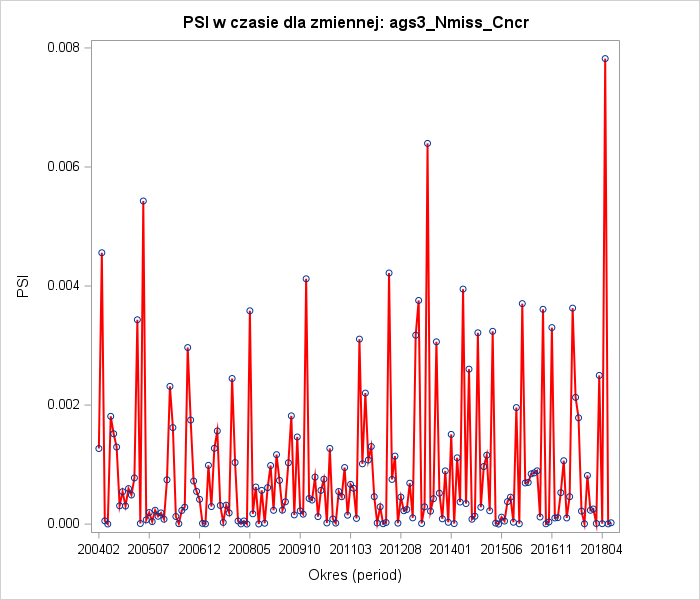 PSI w czasie dla zmiennej: ags3_Nmiss_Cncr
0.008
0.006
0.004
0.002
0.000
PSI
200402 200507 200612 200805 200910 201103 201208 201401 201506 201611 201804
Okres (period)